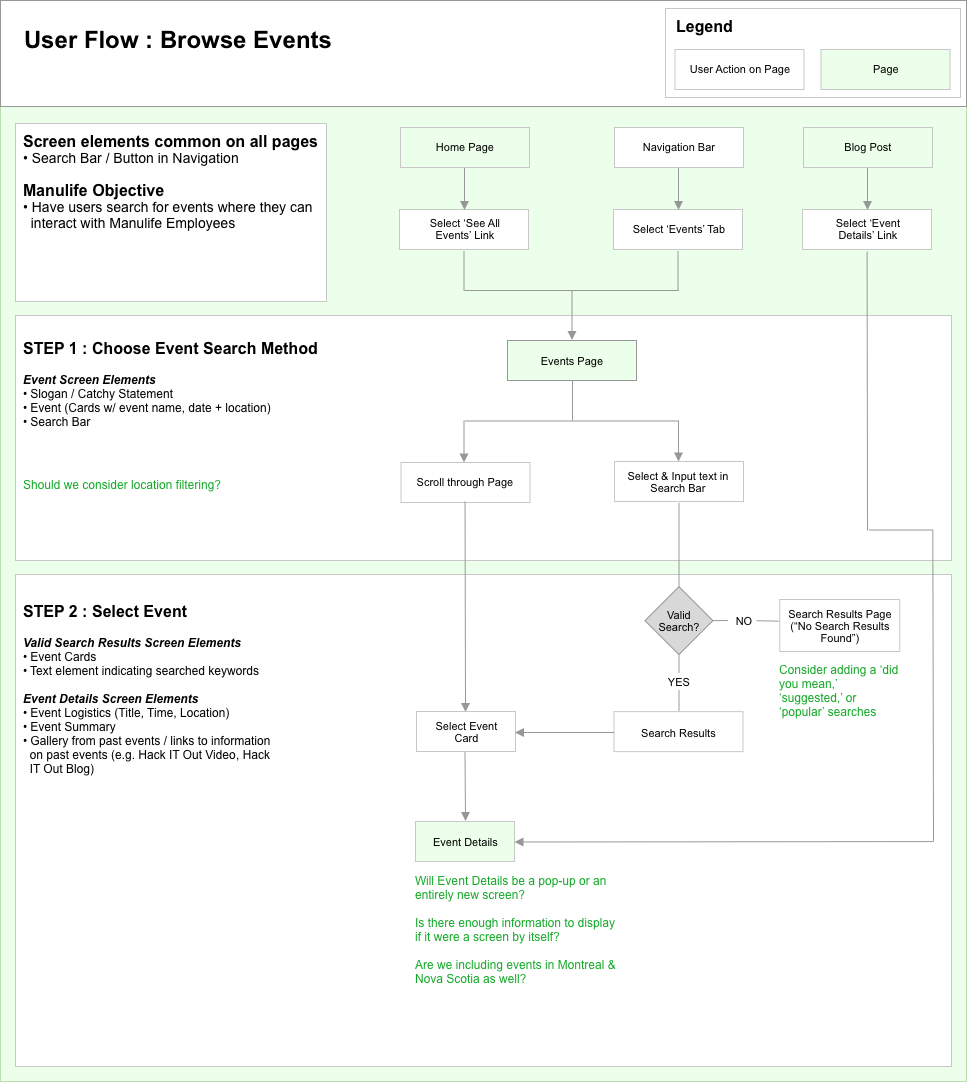 User Flow : Browse Events
Legend
User Action on Page
Page
Screen elements common on all pages
• Search Bar / Button in Navigation
Manulife Objective
• Have users search for events where they can
interact with Manulife Employees
Home Page
Navigation Bar
Blog Post
Select ‘See All
Events’ Link
Select ‘Events’ Tab
Select ‘Event
Details’ Link
STEP 1 : Choose Event Search Method
Event Screen Elements
• Slogan / Catchy Statement
• Event (Cards w/ event name, date + location)
• Search Bar
Should we consider location filtering?
Events Page
Scroll through Page
Select & Input text in
Search Bar
STEP 2 : Select Event
Valid Search Results Screen Elements
• Event Cards
• Text element indicating searched keywords
Event Details Screen Elements
• Event Logistics (Title, Time, Location)
• Event Summary
• Gallery from past events / links to information
on past events (e.g. Hack IT Out Video, Hack
IT Out Blog)
Valid
Search?
NO
Search Results Page
(“No Search Results
Found”)
Consider adding a ‘did
you mean,’
‘suggested,’ or
‘popular’ searches
YES
Select Event
Card
Search Results
Event Details
Will Event Details be a pop-up or an
entirely new screen?
Is there enough information to display
if it were a screen by itself?
Are we including events in Montreal &
Nova Scotia as well?